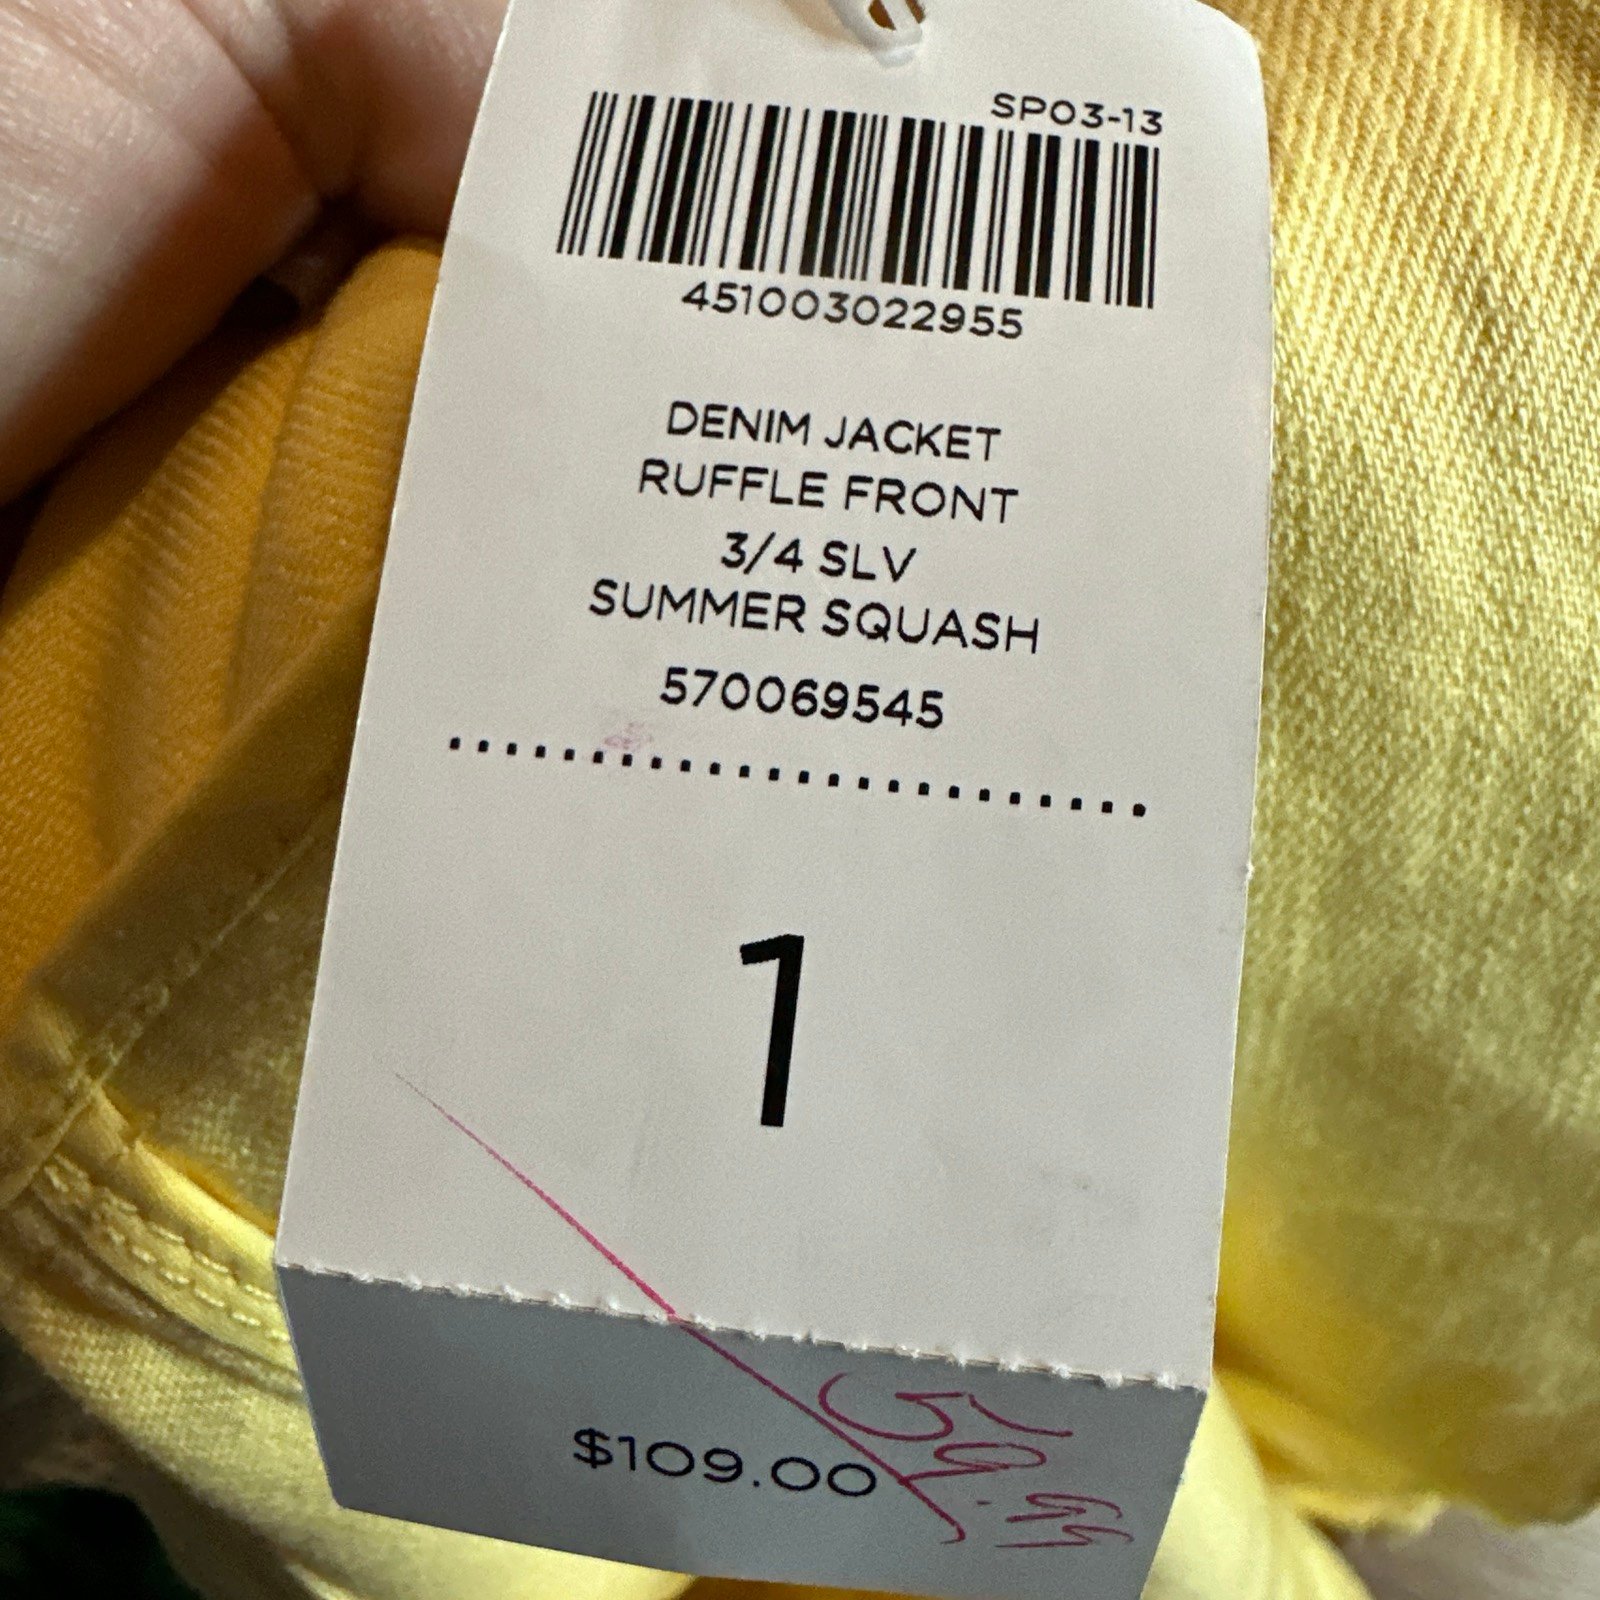 SP03-13
451003022955
DENIM JACKET
RUFFLE FRONT
3/4 SLV
SUMMER SQUASH
570069545
1
$109.00
59.99